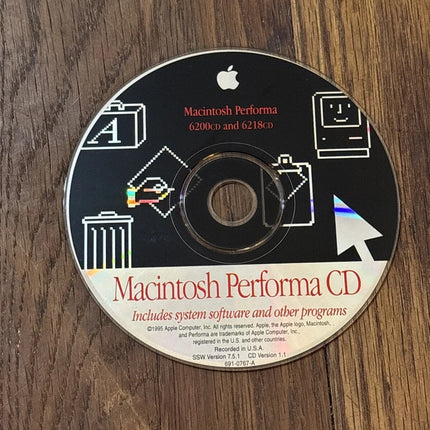 A
Macintosh Performa
6200CD and 6218CD
Macintosh Performa CD
Includes system software and other programs
©1995 Apple Computer, Inc. All rights reserved. Apple, the Apple logo, Macintosh,
and Performa are trademarks of Apple Computer, Inc.
registered in the U.S. and other countries.
Recorded in U.S.A.
SSW Version 7.5.1 CD Version 1.1
691-0767-A